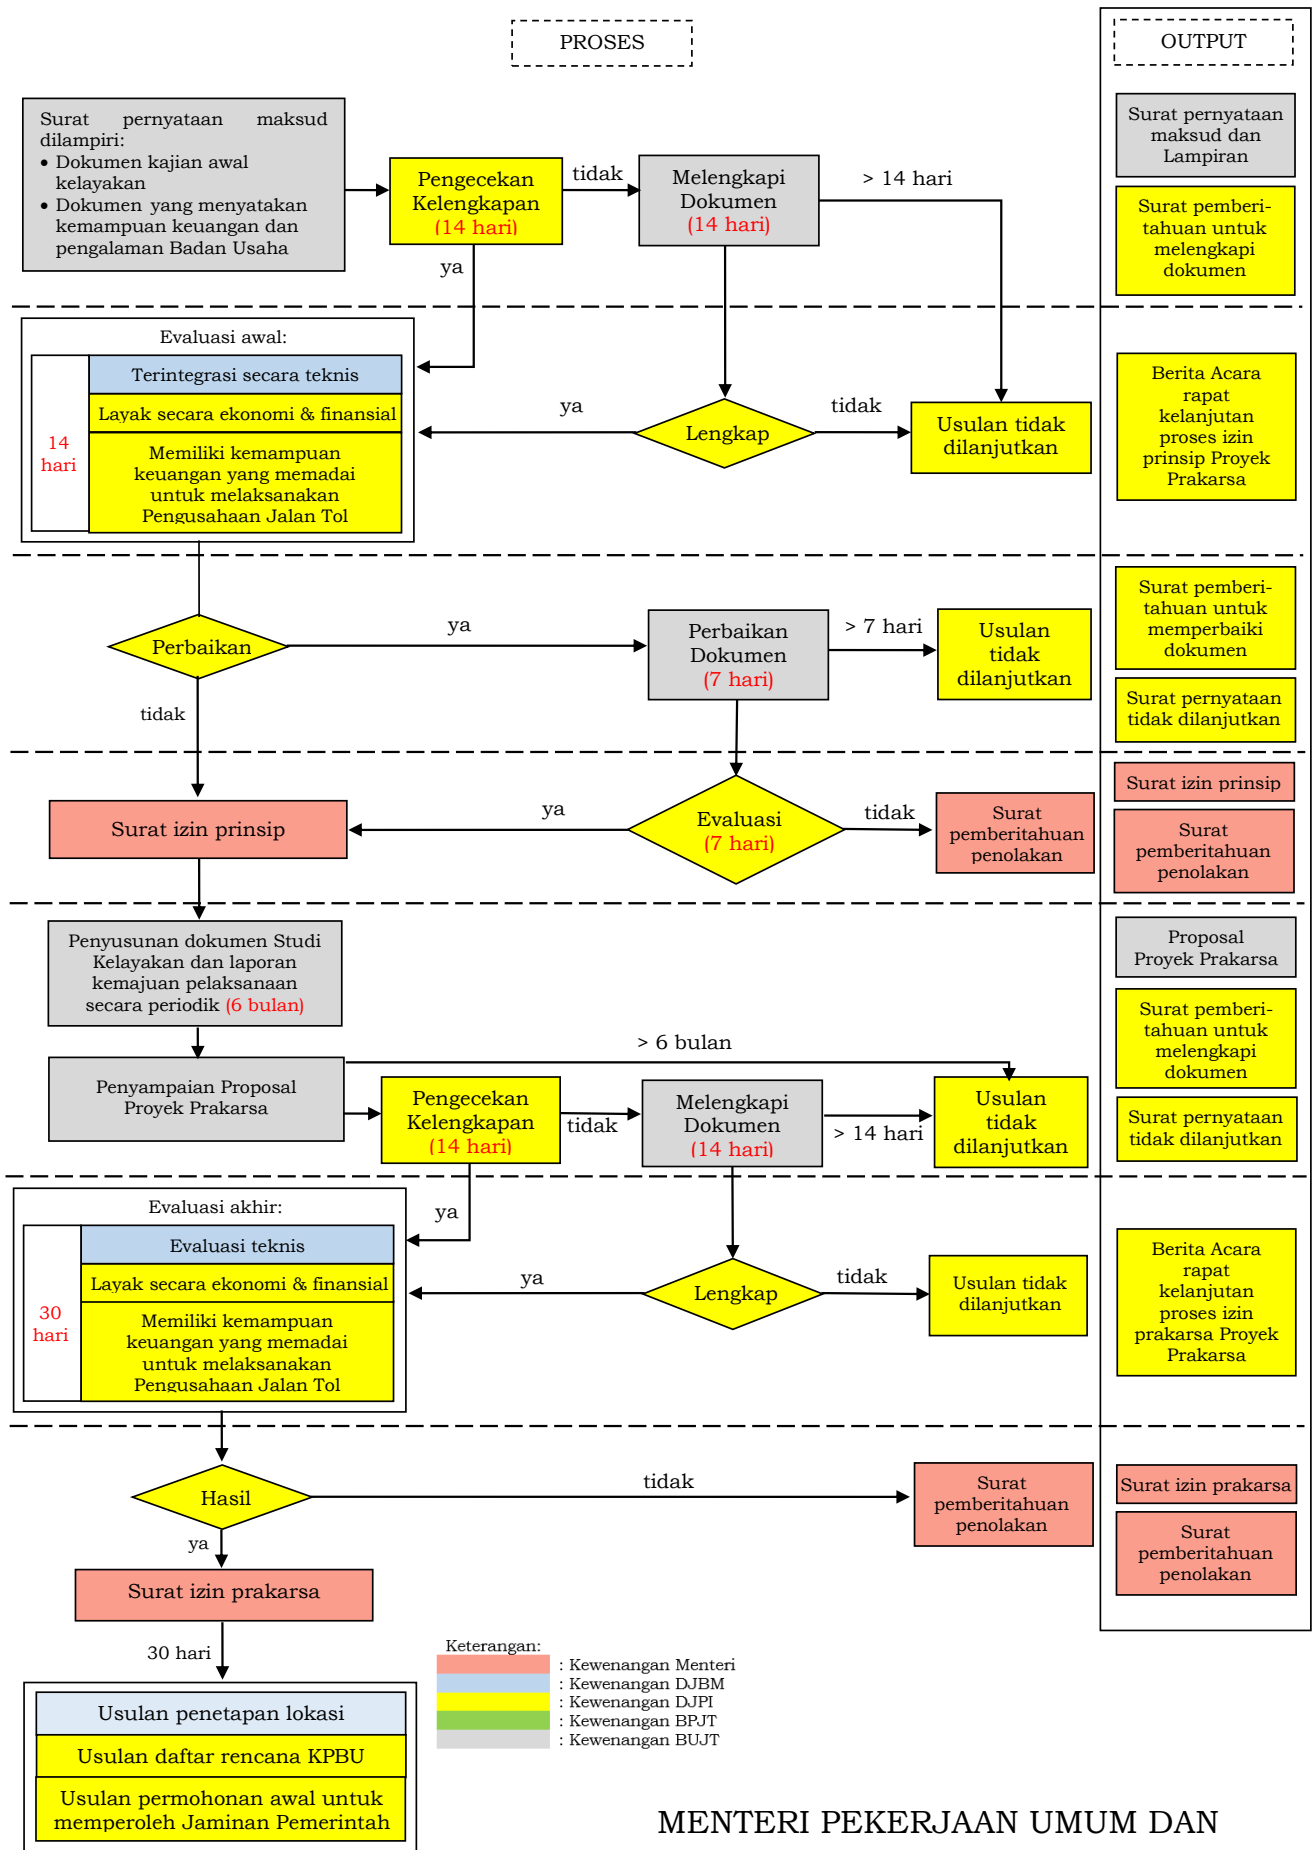 PROSES
OUTPUT
Surat pernyataan maksud
dilampiri:
• Dokumen kajian awal
kelayakan
• Dokumen yang menyatakan
kemampuan keuangan dan
pengalaman Badan Usaha
Pengecekan
Kelengkapan
(14 hari)
tidak
Melengkapi
Dokumen
(14 hari)
> 14 hari
ya
Surat pernyataan
maksud dan
Lampiran
Surat pemberi-
tahuan untuk
melengkapi
dokumen
Evaluasi awal:
14
hari
Terintegrasi secara teknis
Layak secara ekonomi & finansial
Memiliki kemampuan
keuangan yang memadai
untuk melaksanakan
Pengusahaan Jalan Tol
ya
Lengkap
tidak
Usulan tidak
dilanjutkan
Berita Acara
rapat
kelanjutan
proses izin
prinsip Proyek
Prakarsa
Perbaikan
ya
Perbaikan
Dokumen
(7 hari)
> 7 hari
Usulan
tidak
dilanjutkan
tidak
Surat pemberi-
tahuan untuk
memperbaiki
dokumen
Surat pernyataan
tidak dilanjutkan
Surat izin prinsip
ya
Evaluasi
(7 hari)
tidak
Surat
pemberitahuan
penolakan
Surat izin prinsip
Surat
pemberitahuan
penolakan
Penyusunan dokumen Studi
Kelayakan dan laporan
kemajuan pelaksanaan
secara periodik (6 bulan)
> 6 bulan
Penyampaian Proposal
Proyek Prakarsa
Pengecekan
Kelengkapan
(14 hari)
tidak
Melengkapi
Dokumen
(14 hari)
> 14 hari
Usulan
tidak
dilanjutkan
Proposal
Proyek Prakarsa
Surat pemberi-
tahuan untuk
melengkapi
dokumen
Surat pernyataan
tidak dilanjutkan
Evaluasi akhir:
ya
30
hari
Evaluasi teknis
Layak secara ekonomi & finansial
Memiliki kemampuan
keuangan yang memadai
untuk melaksanakan
Pengusahaan Jalan Tol
ya
Lengkap
tidak
Usulan tidak
dilanjutkan
Berita Acara
rapat
kelanjutan
proses izin
prakarsa Proyek
Prakarsa
Hasil
tidak
Surat
pemberitahuan
penolakan
ya
Surat izin prakarsa
Surat
pemberitahuan
penolakan
Surat izin prakarsa
30 hari
Usulan penetapan lokasi
Usulan daftar rencana KPBU
Usulan permohonan awal untuk
memperoleh Jaminan Pemerintah
Keterangan:
: Kewenangan Menteri
: Kewenangan DJBM
: Kewenangan DJPI
: Kewenangan BPJT
: Kewenangan BUJT
MENTERI PEKERJAAN UMUM DAN